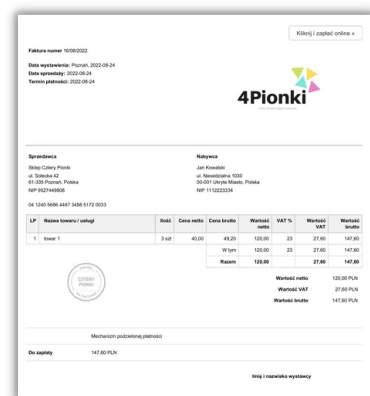 Kliknij i zapłać online »
Faktura numer 16/08/2022
Data wystawienia: Poznań, 2022-08-24
Data sprzedaży: 2022-08-24
Termin płatności: 2022-08-24
4Pionki
Sprzedawca Nabywca
Sklep Cztery Pionki Jan Kowalski
ul. Solecka 42 ul. Niewidzialna 1030
61-335 Poznań, Polska 00-001 Ukryte Miasto, Polska
NIP 9527449808 NIP 1112223334
04 1240 5686 4467 3488 5172 0033
LP Nazwa towaru / usługi Ilość Cena netto Cena brutto Wartość netto VAT % Wartość VAT Wartość brutto
1 towar 1 3 szt 40,00 49,20 120,00 23 27,60 147,60
W tym 120,00 23 27,60 147,60
Razem 120,00 27,60 147,60
CZTERY
PIONKI
Wartość netto 120,00 PLN
Wartość VAT 27,60 PLN
Wartość brutto 147,60 PLN
Mechanizm podzielonej płatności
Do zapłaty 147,60 PLN
Imię i nazwisko wystawcy